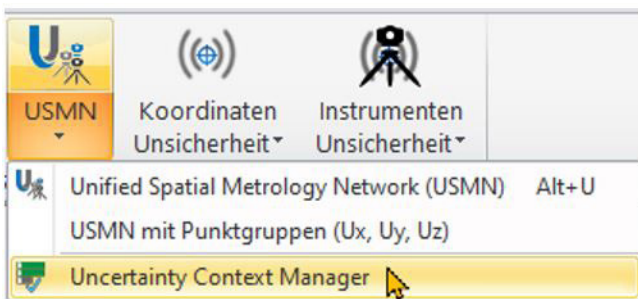 USMN
Koordinaten
Unsicherheit
Instrumenten
Unsicherheit
Unified Spatial Metrology Network (USMN) Alt+U
USMN mit Punktgruppen (Ux, Uy, Uz)
Uncertainty Context Manager